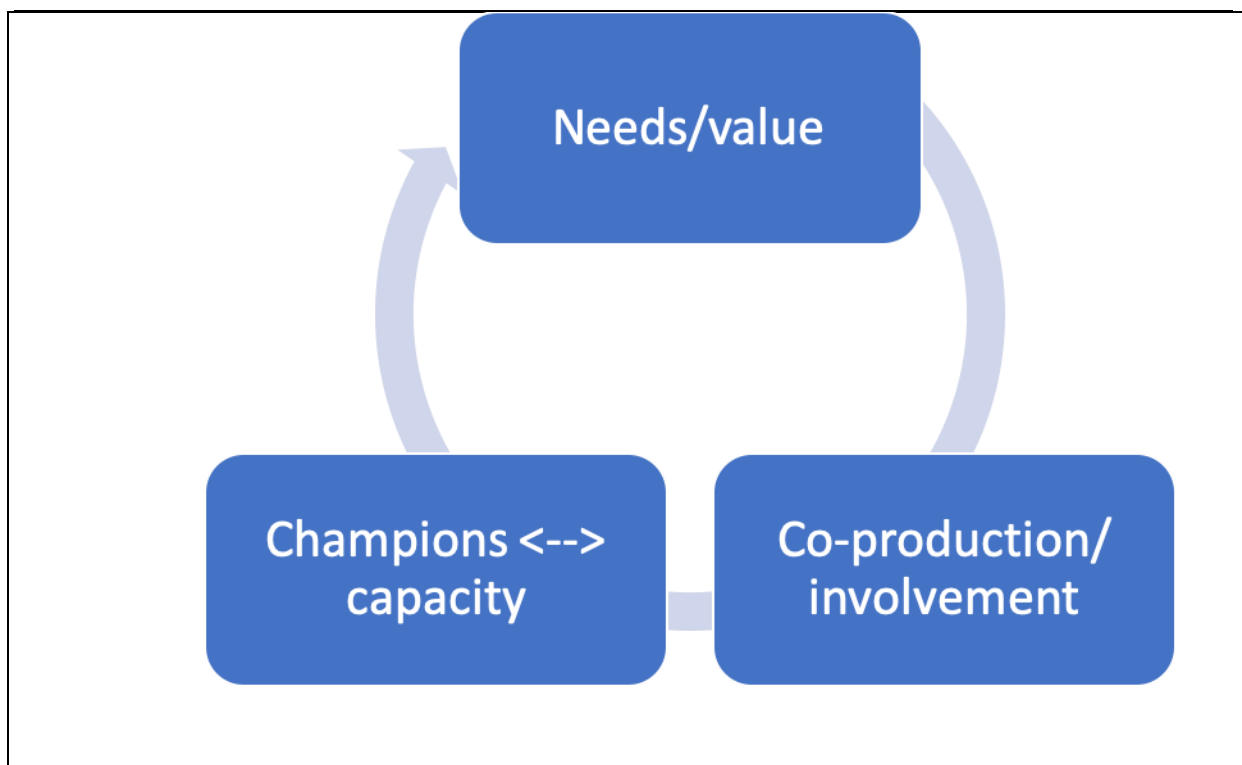 Needs/value
Champions <-->
capacity
Co-production/
involvement